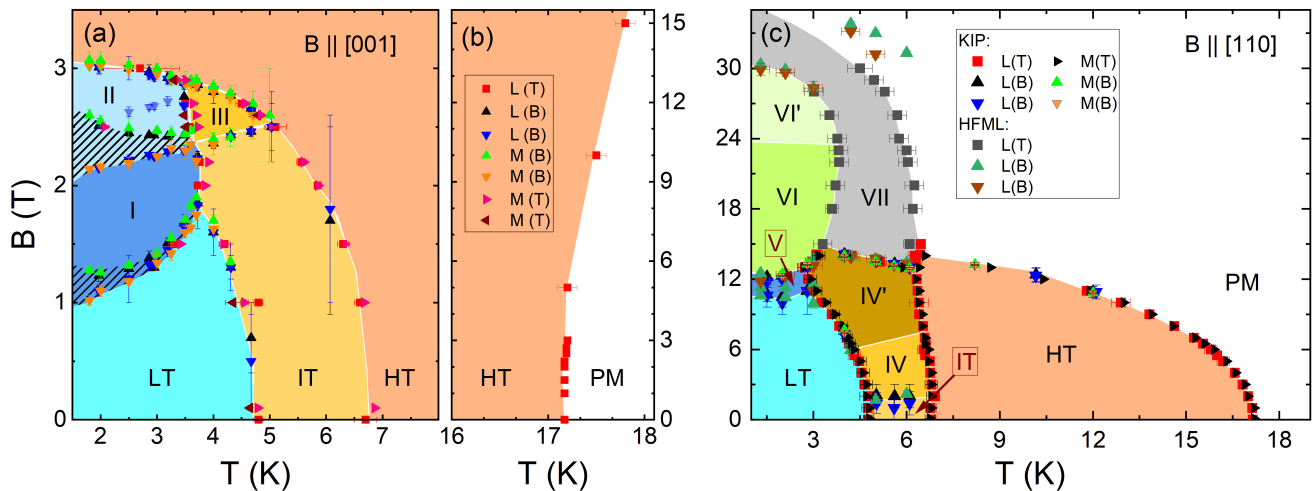 (a)
B || [001]
3
2
1
0
B (T)
II
III
I
LT
IT
HT
2
3
4
5
6
7
T (K)
(b)
L (T)
L (B)
L (B)
M (B)
M (B)
M (T)
M (T)
HT
PM
15
12
9
6
3
0
16
17
18
T (K)
(c)
B || [110]
30
24
18
12
6
0
KIP:
L(T)
M(T)
L(B)
M(B)
L(B)
M(B)
HFML:
L(T)
L(B)
L(B)
VI'
VI
VII
V
IV'
IV
IT
LT
HT
PM
3
6
9
12
15
18
T (K)